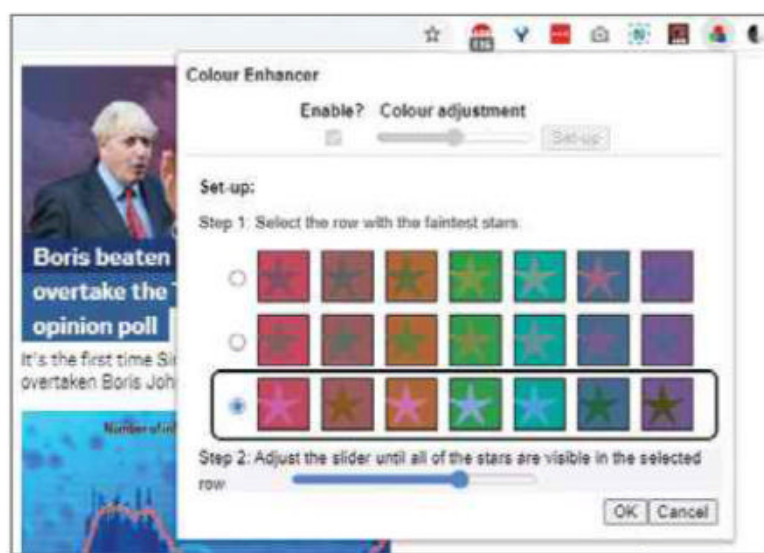 Colour Enhancer
Enable? Colour adjustment
Set-up
Set-up:
Step 1: Select the row with the faintest stars.
Boris beaten
overtake the
opinion poll
It's the first time
overtaken Boris
Step 2: Adjust the slider until all of the stars are visible in the selected
row
OK Cancel